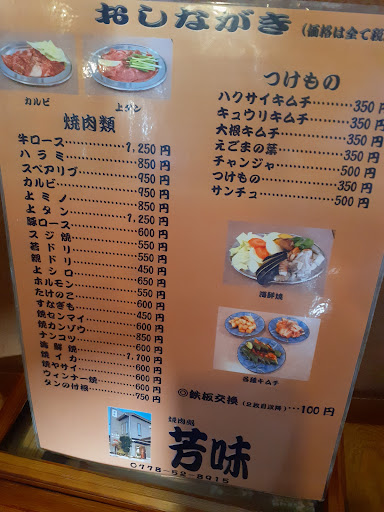 おしながき (価格は全て税
カルビ
上タン
焼肉類
牛ロース……1,250円
ハラミ……850円
スペアリブ……750円
カルビ……950円
上ミノ……850円
上タン……1,250円
豚ロース……600円
スジ焼……550円
若ドリ……550円
親ドリ……550円
上シロ……450円
ホルモン……650円
たけのこ……550円
すなぎも……600円
焼センマイ……450円
焼カンゾウ……600円
ナンコツ……600円
海鮮焼……1,700円
焼イカ……600円
焼ヤサイ……600円
ウィンナー焼……600円
タンの付根……550円
つけもの
ハクサイキムチ……350円
キュウリキムチ……350円
大根キムチ……350円
えごまの葉……350円
チャンジャ……500円
つけもの……350円
サンチュ……500円
海鮮焼
各種キムチ
◎鉄板交換(2枚目以降)…100円
焼肉処
芳味
0778-52-8915